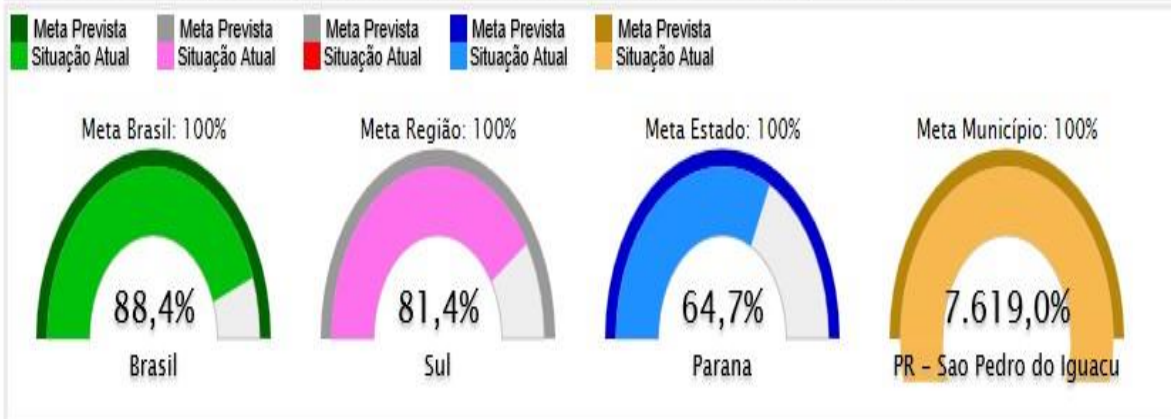 Meta Prevista Meta Prevista Meta Prevista Meta Prevista Meta Prevista
Situação Atual Situação Atual Situação Atual Situação Atual Situação Atual
Meta Brasil: 100% Meta Região: 100% Meta Estado: 100% Meta Município: 100%
88,4% 81,4% 64,7% 7.619,0%
Brasil Sul Parana PR - Sao Pedro do Iguacu